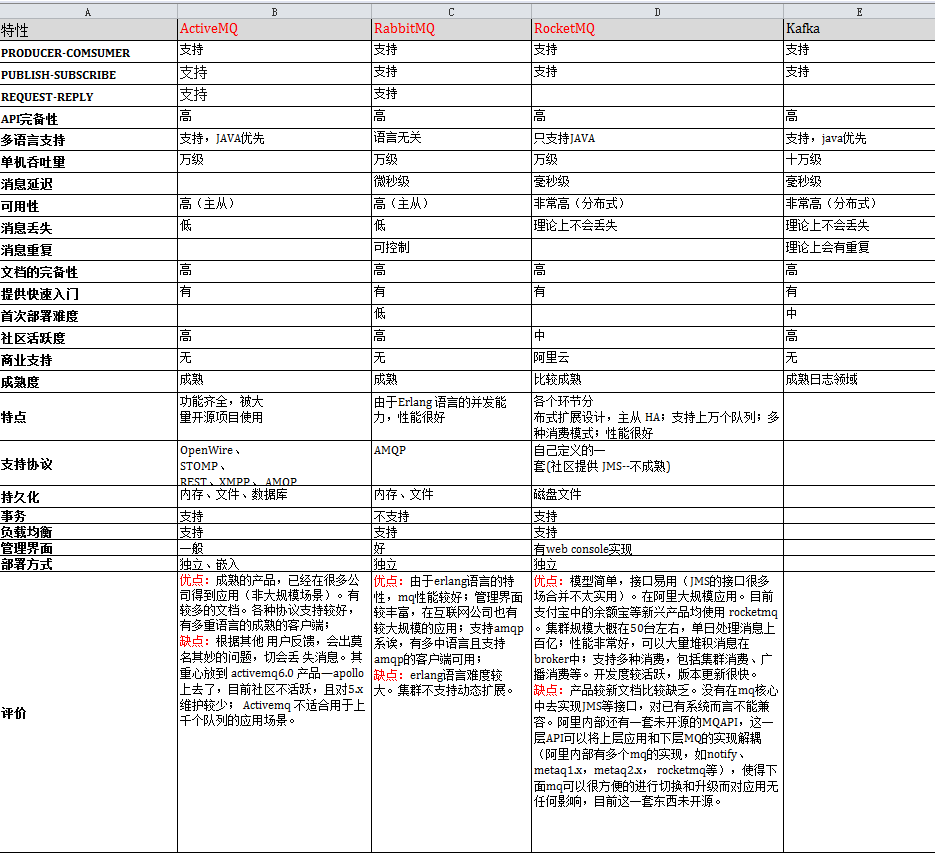 A B C D E
特性 ActiveMQ RabbitMQ RocketMQ Kafka
PRODUCER-COMSUMER 支持 支持 支持 支持
PUBLISH-SUBSCRIBE 支持 支持 支持 支持
REQUEST-REPLY 支持 支持
API完备性 高 高 高 高
多语言支持 支持，JAVA优先 语言无关 只支持JAVA 支持，java优先
单机吞吐量 万级 万级 万级 十万级
消息延迟 微秒级 毫秒级 毫秒级
可用性 高（主从） 高（主从） 非常高（分布式） 非常高（分布式）
消息丢失 低 低 理论上不会丢失 理论上不会丢失
消息重复 可控制 理论上会有重复
文档的完备性 高 高 高 高
提供快速入门 有 有 有 有
首次部署难度 低 中
社区活跃度 高 高 中 高
商业支持 无 无 阿里云 无
成熟度 成熟 成熟 比较成熟 成熟日志领域
特点
功能齐全，被大
量开源项目使用
由于Erlang 语言的并发能
力，性能很好
各个环节分
布式扩展设计，主从 HA；支持上万个队列；多
种消费模式；性能很好
支持协议
OpenWire、
STOMP、
REST、XMPP、 AMQP
AMQP
自己定义的一
套(社区提供 JMS--不成熟)
持久化 内存、文件、数据库 内存、文件 磁盘文件
事务 支持 不支持 支持
负载均衡 支持 支持 支持
管理界面 一般 好 有web console实现
部署方式 独立、嵌入 独立 独立
评价
优点：成熟的产品，已经在很多公
司得到应用（非大规模场景）。有
较多的文档。各种协议支持较好，
有多重语言的成熟的客户端；
缺点：根据其他 用户反馈，会出莫
名其妙的问题，切会丢 失消息。其
重心放到 activemq6.0 产品—apollo
上去了，目前社区不活跃，且对5.x
维护较少； Activemq 不适合用于上
千个队列的应用场景。
优点：由于erlang语言的特
性，mq性能较好；管理界面
较丰富，在互联网公司也有
较大规模的应用；支持amqp
系诶，有多中语言且支持
amqp的客户端可用；
缺点：erlang语言难度较
大。集群不支持动态扩展。
优点：模型简单，接口易用（JMS的接口很多
场合并不太实用）。在阿里大规模应用。目前
支付宝中的余额宝等新兴产品均使用 rocketmq
。集群规模大概在50台左右，单日处理消息上
百亿；性能非常好，可以大量堆积消息在
broker中；支持多种消费，包括集群消费、广
播消费等。开发度较活跃，版本更新很快。
缺点：产品较新文档比较缺乏。没有在mq核心
中去实现JMS等接口，对已有系统而言不能兼
容。阿里内部还有一套未开源的MQAPI，这一
层API可以将上层应用和下层MQ的实现解耦
（阿里内部有多个mq的实现，如notify、
metaq1.x，metaq2.x， rocketmq等），使得下
面mq可以很方便的进行切换和升级而对应用无
任何影响，目前这一套东西未开源。